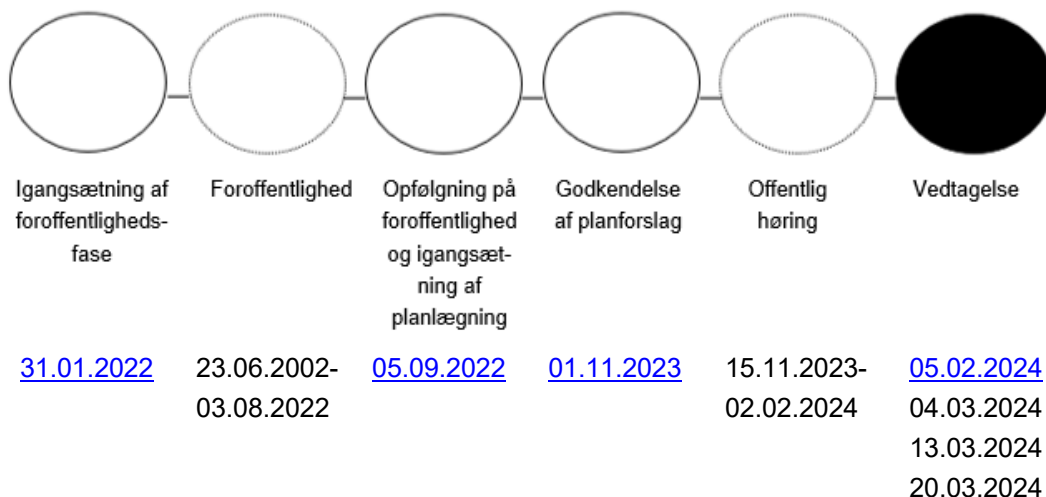 Igangsætning af
foroffentligheds-
fase
Foroffentlighed
Opfølgning på
foroffentlighed
og igangsæt-
ning af
planlægning
Godkendelse
af planforslag
Offentlig
høring
Vedtagelse
31.01.2022
23.06.2002-
03.08.2022
05.09.2022
01.11.2023
15.11.2023-
02.02.2024
05.02.2024
04.03.2024
13.03.2024
20.03.2024